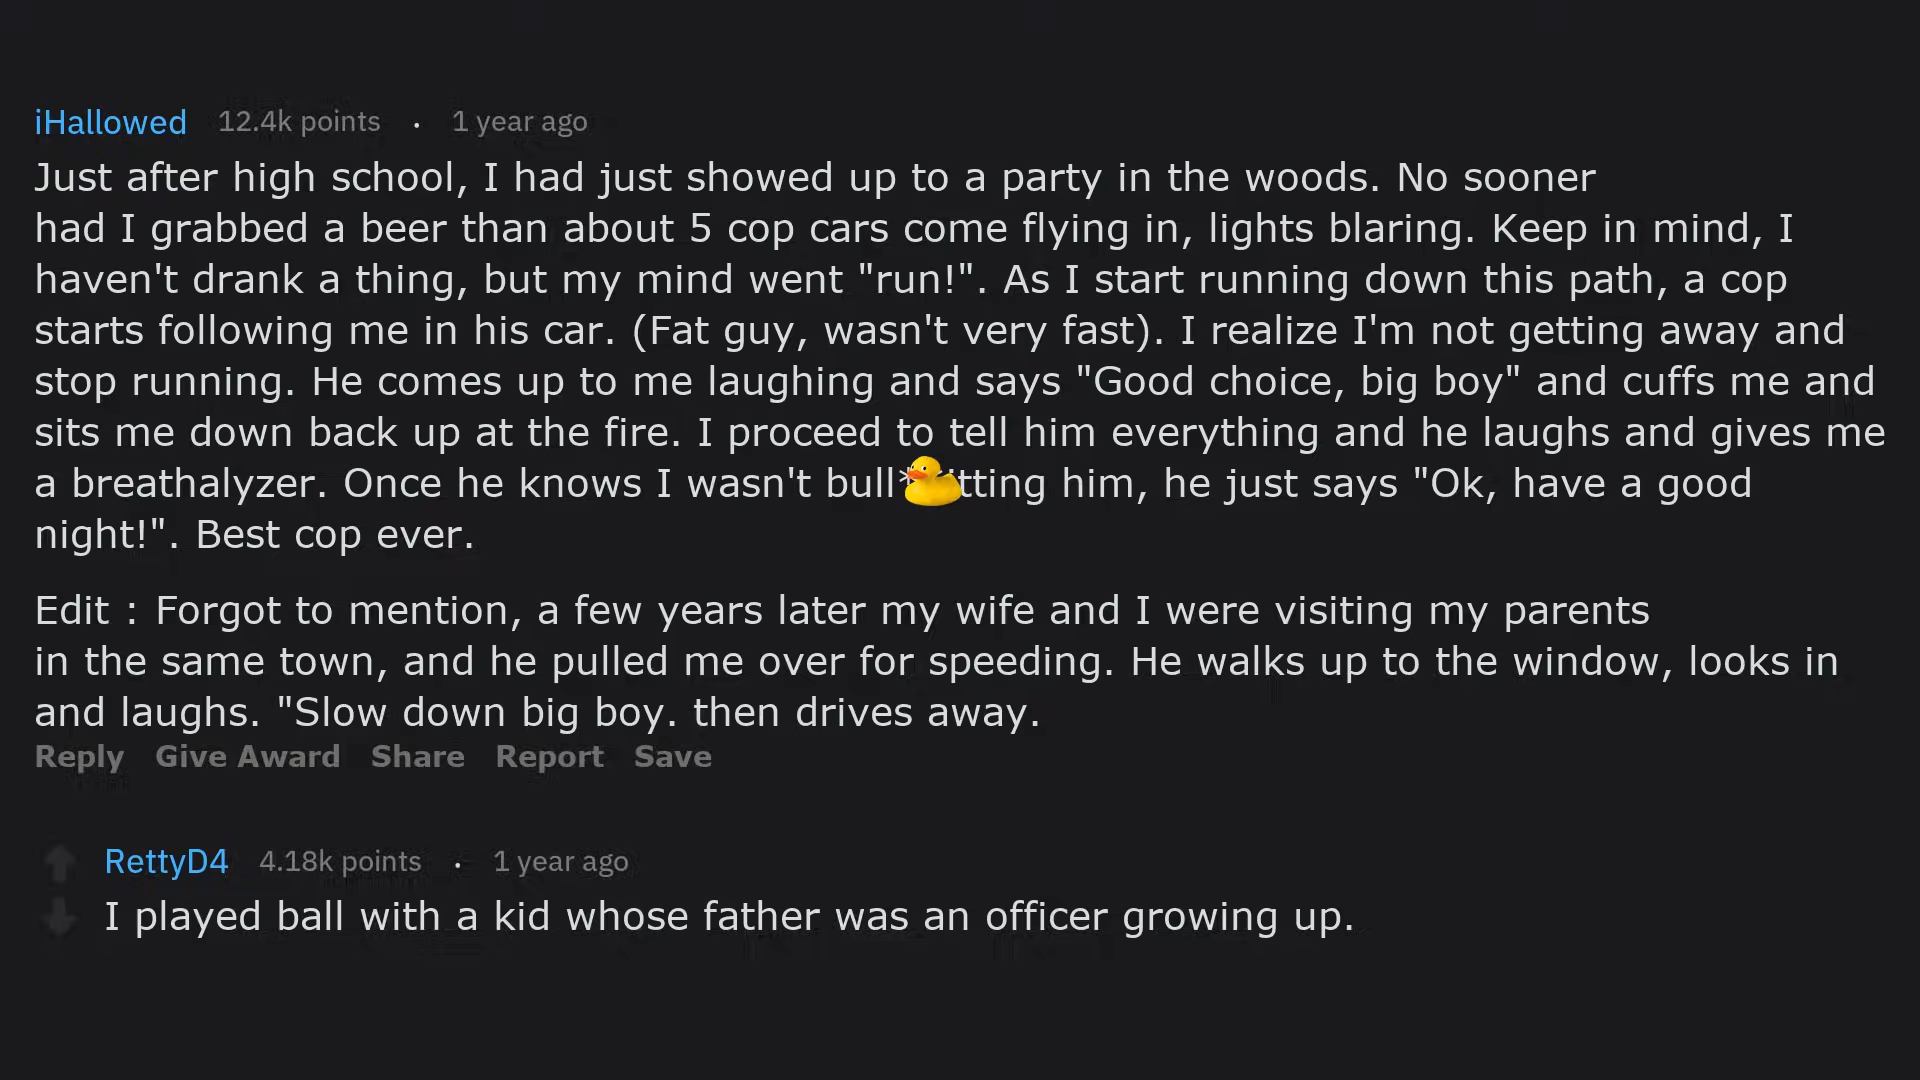 iHallowed 12.4k points · 1 year ago
Just after high school, I had just showed up to a party in the woods. No sooner
had I grabbed a beer than about 5 cop cars come flying in, lights blaring. Keep in mind, I
haven't drank a thing, but my mind went "run!". As I start running down this path, a cop
starts following me in his car. (Fat guy, wasn't very fast). I realize I'm not getting away and
stop running. He comes up to me laughing and says "Good choice, big boy" and cuffs me and
sits me down back up at the fire. I proceed to tell him everything and he laughs and gives me
a breathalyzer. Once he knows I wasn't bull tting him, he just says "Ok, have a good
night!". Best cop ever.
Edit : Forgot to mention, a few years later my wife and I were visiting my parents
in the same town, and he pulled me over for speeding. He walks up to the window, looks in
and laughs. "Slow down big boy. then drives away.
Reply Give Award Share Report Save
RettyD4 4.18k points · 1 year ago
I played ball with a kid whose father was an officer growing up.